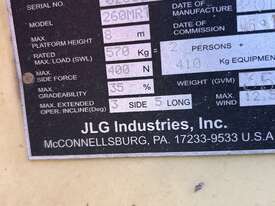 SERIAL NO.
MODEL 260MRT
MAX. PLATFORM HEIGHT 8
RATED MAX. LOAD (SWL) 570 Kg = 2 PERSONS +
MAX SIDE FORCE 400 N 410 Kg EQUIPMENT
MAX GRADEABILITY 35 % WEIGHT (GVM)
MAX. EXTENDED OPER. INCLINE(DEG) 3 SIDE 5 LONG MAX. WIND
JLG Industries, Inc.
McCONNELLSBURG, PA. 17233-9533 U.S.A
DATE OF MANUFACTURE
DATE OF COMMISSION